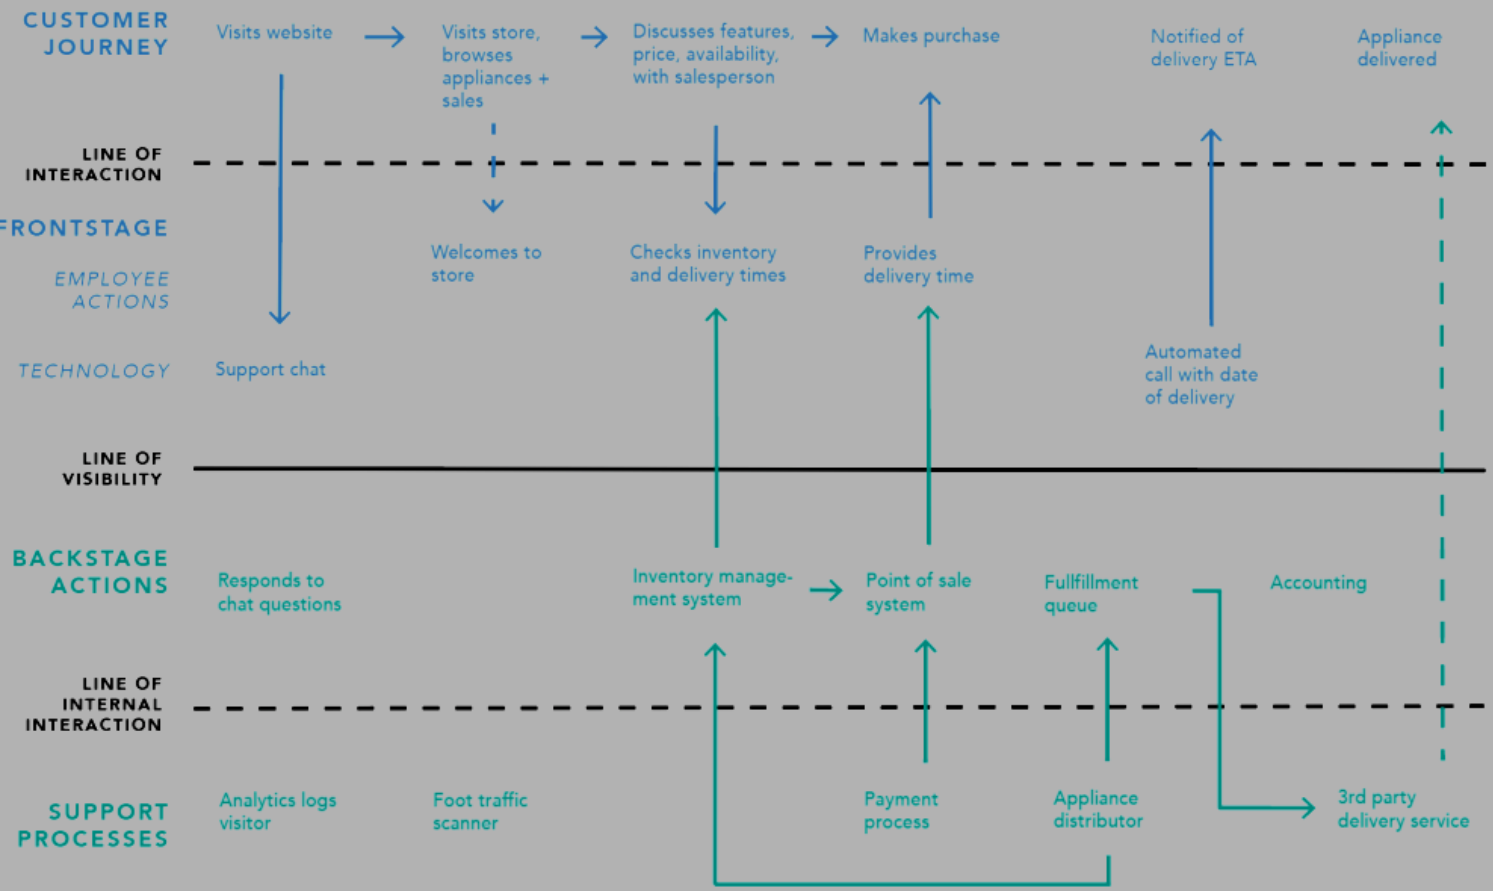 CUSTOMER
JOURNEY
Visits website
Visits store,
browses
appliances +
sales
Discusses features,
price, availability,
with salesperson
Makes purchase
Notified of
delivery ETA
Appliance
delivered
LINE OF
INTERACTION
FRONTSTAGE
EMPLOYEE
ACTIONS
Welcomes to
store
Checks inventory
and delivery times
Provides
delivery time
TECHNOLOGY
Support chat
Automated
call with date
of delivery
LINE OF
VISIBILITY
BACKSTAGE
ACTIONS
Responds to
chat questions
Inventory manage-
ment system
Point of sale
system
Fullfillment
queue
Accounting
LINE OF
INTERNAL
INTERACTION
SUPPORT
PROCESSES
Analytics logs
visitor
Foot traffic
scanner
Payment
process
Appliance
distributor
3rd party
delivery service